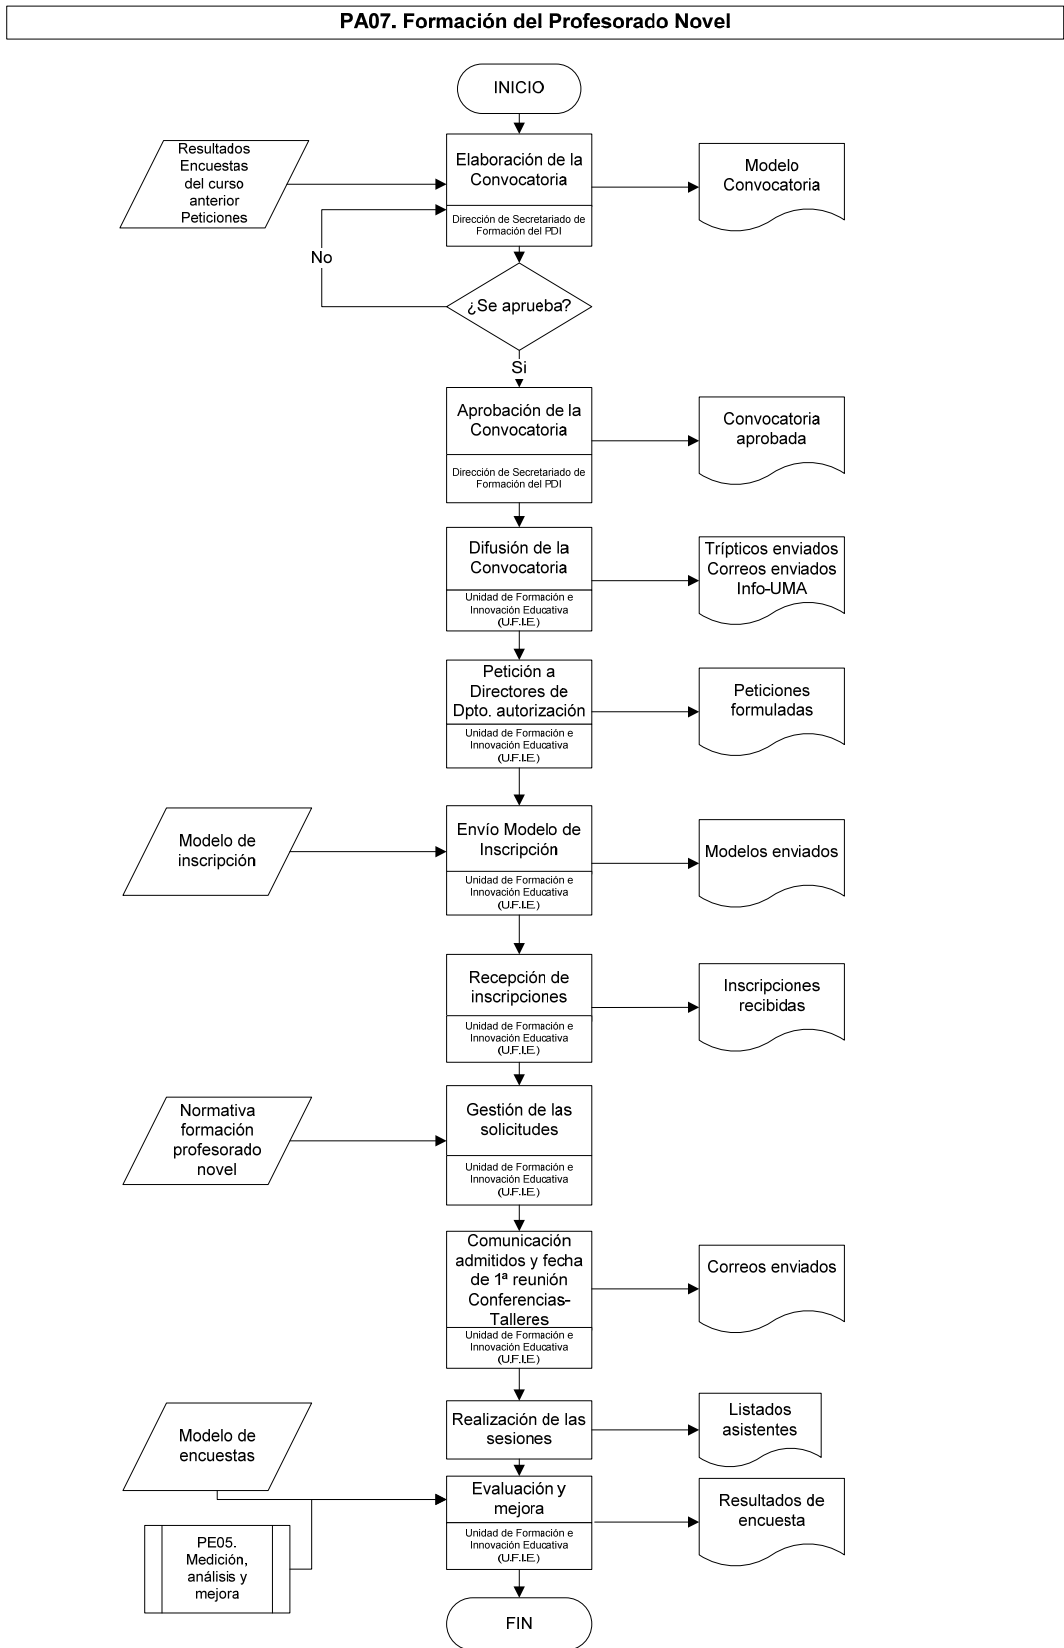 PA07. Formación del Profesorado Novel
INICIO
Resultados
Encuestas
del curso
anterior
Peticiones
Elaboración de la
Convocatoria
Dirección de Secretariado de
Formación del PDI
Modelo
Convocatoria
No
¿Se aprueba?
Si
Aprobación de la
Convocatoria
Dirección de Secretariado de
Formación del PDI
Convocatoria
aprobada
Difusión de la
Convocatoria
Unidad de Formación e
Innovación Educativa
(U.F.I.E.)
Trípticos enviados
Correos enviados
Info-UMA
Petición a
Directores de
Dpto. autorización
Unidad de Formación e
Innovación Educativa
(U.F.I.E.)
Peticiones
formuladas
Modelo de
inscripción
Envío Modelo de
Inscripción
Unidad de Formación e
Innovación Educativa
(U.F.I.E.)
Modelos enviados
Recepción de
inscripciones
Unidad de Formación e
Innovación Educativa
(U.F.I.E.)
Inscripciones
recibidas
Normativa
formación
profesorado
novel
Gestión de las
solicitudes
Unidad de Formación e
Innovación Educativa
(U.F.I.E.)
Comunicación
admitidos y fecha
de 1ª reunión
Conferencias-
Talleres
Unidad de Formación e
Innovación Educativa
(U.F.I.E.)
Correos enviados
Modelo de
encuestas
Realización de las
sesiones
Listados
asistentes
Evaluación y
mejora
Unidad de Formación e
Innovación Educativa
(U.F.I.E.)
Resultados de
encuesta
PE05.
Medición,
análisis y
mejora
FIN